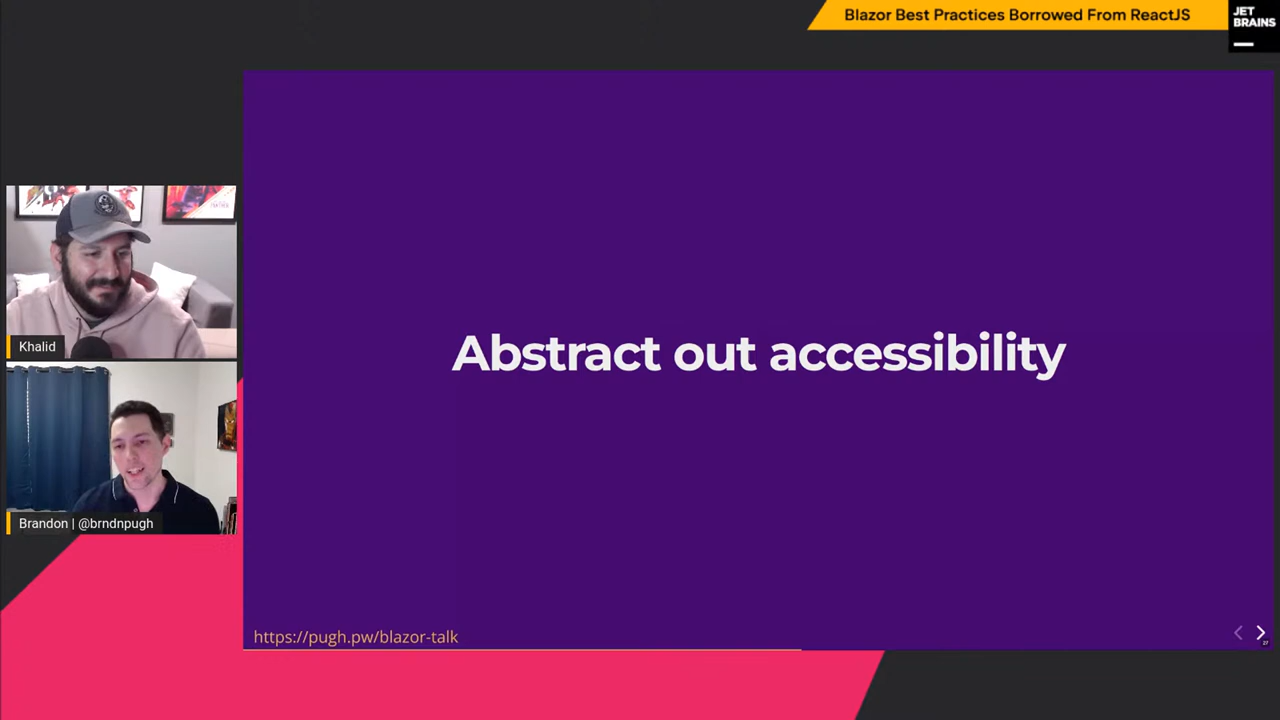 Blazor Best Practices Borrowed From ReactJS
JET
BRAINS
Khalid
Brandon | @brndnpugh
Abstract out accessibility
https://pugh.pw/blazor-talk
27